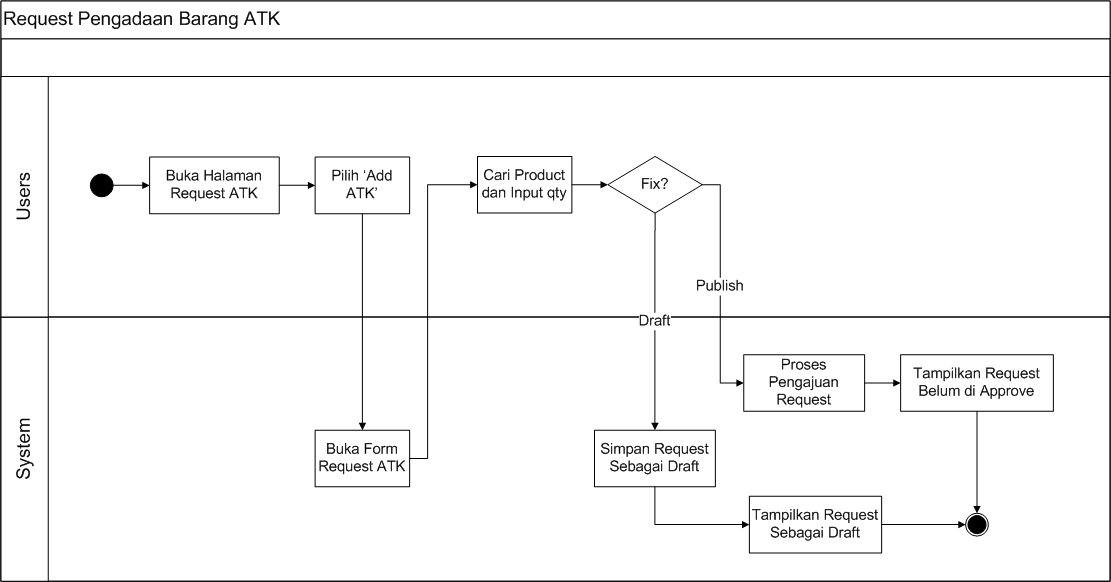 Request Pengadaan Barang ATK
Users
Buka Halaman
Request ATK
Pilih ‘Add
ATK’
Cari Product
dan Input qty
Fix?
Publish
Draft
System
Buka Form
Request ATK
Simpan Request
Sebagai Draft
Tampilkan Request
Sebagai Draft
Proses
Pengajuan
Request
Tampilkan Request
Belum di Approve